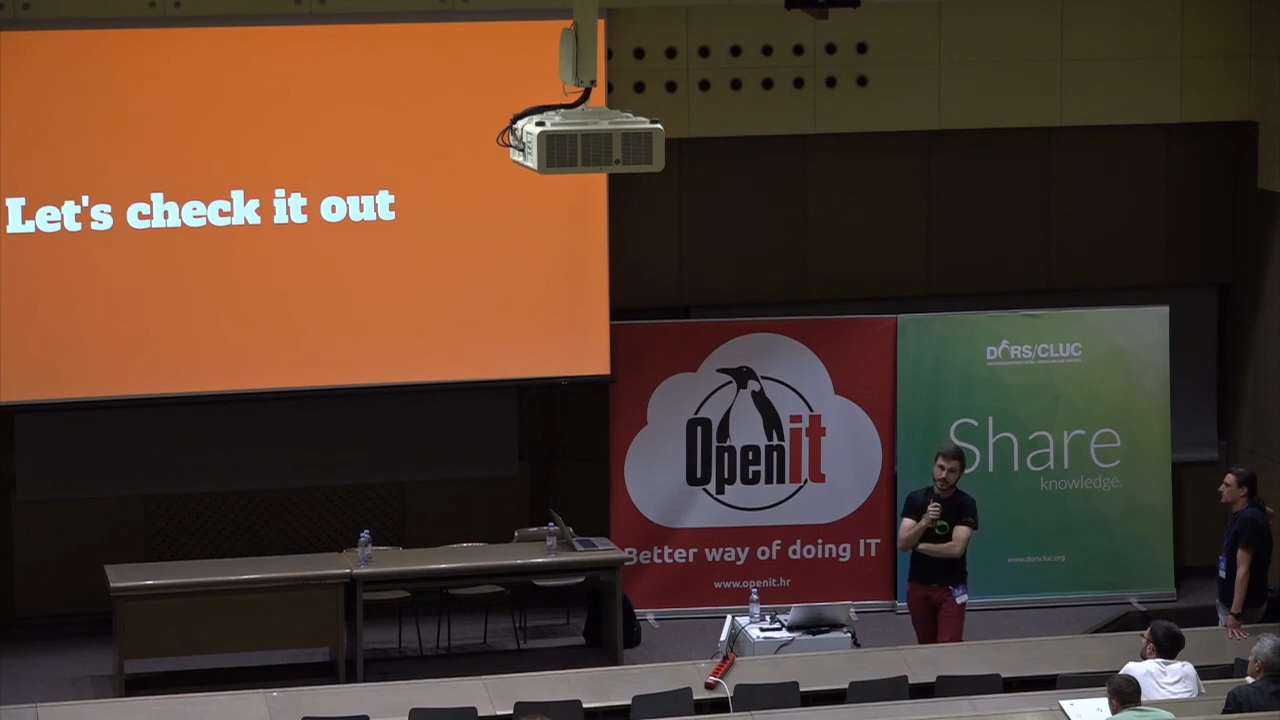 Let's check it out
Openit
Better way of doing IT
www.openit.hr
DORS/CLUC
Share
knowledge.
www.dorscluc.org